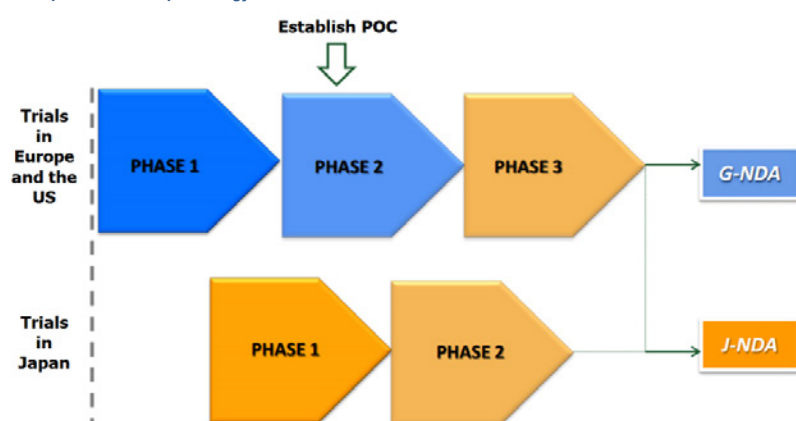 Establish POC
Trials
in
Europe
and the
US
PHASE 1
PHASE 2
PHASE 3
G-NDA
Trials
in
Japan
PHASE 1
PHASE 2
J-NDA